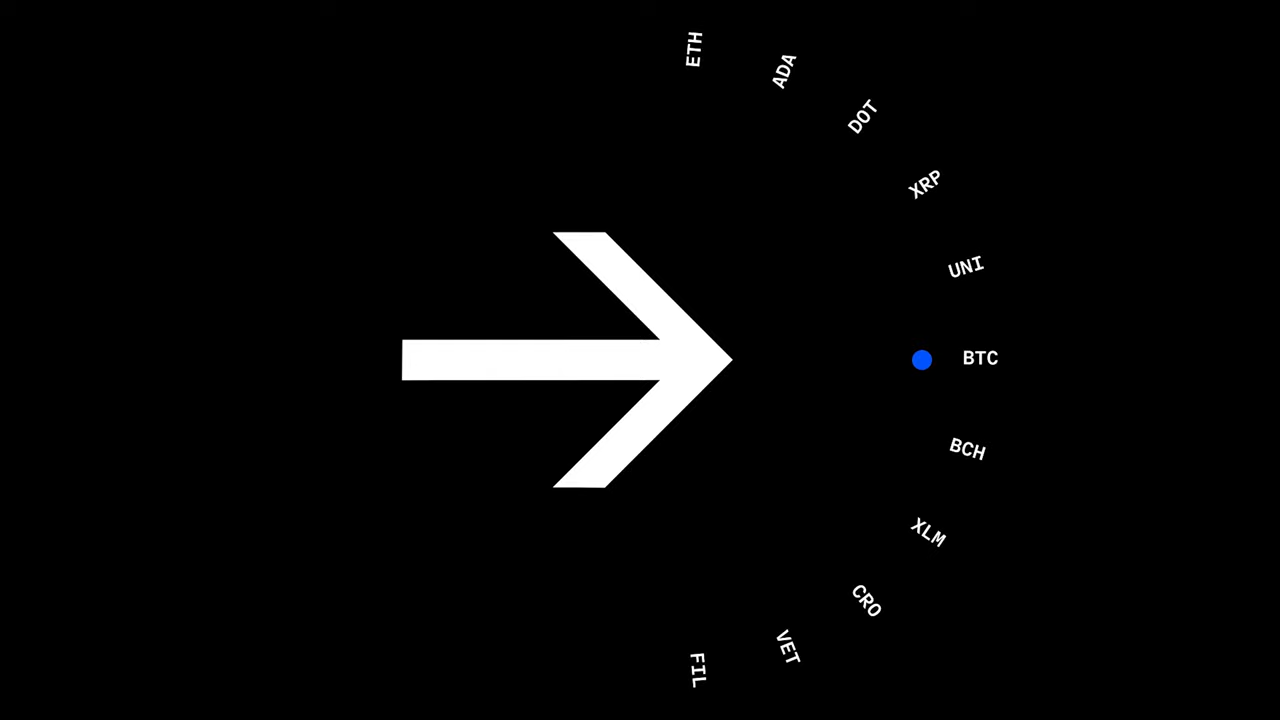 ETH
ADA
DOT
XRP
UNI
BTC
BCH
XLM
CRO
VET
FIL